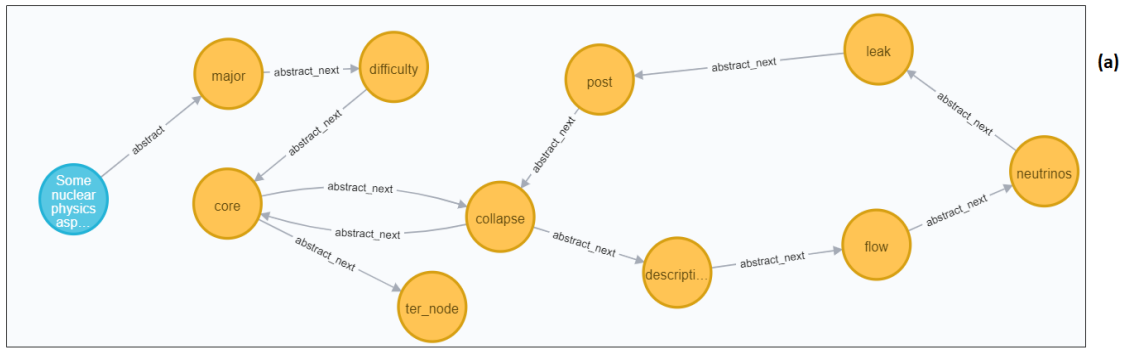 (a)
Some
nuclear
physics
asp...
abstract
major
abstract_next
difficulty
abstract_next
core
abstract_next
abstract_next
collapse
abstract_next
ter_node
abstract_next
descripti...
abstract_next
flow
abstract_next
neutrinos
abstract_next
leak
abstract_next
post
abstract_next